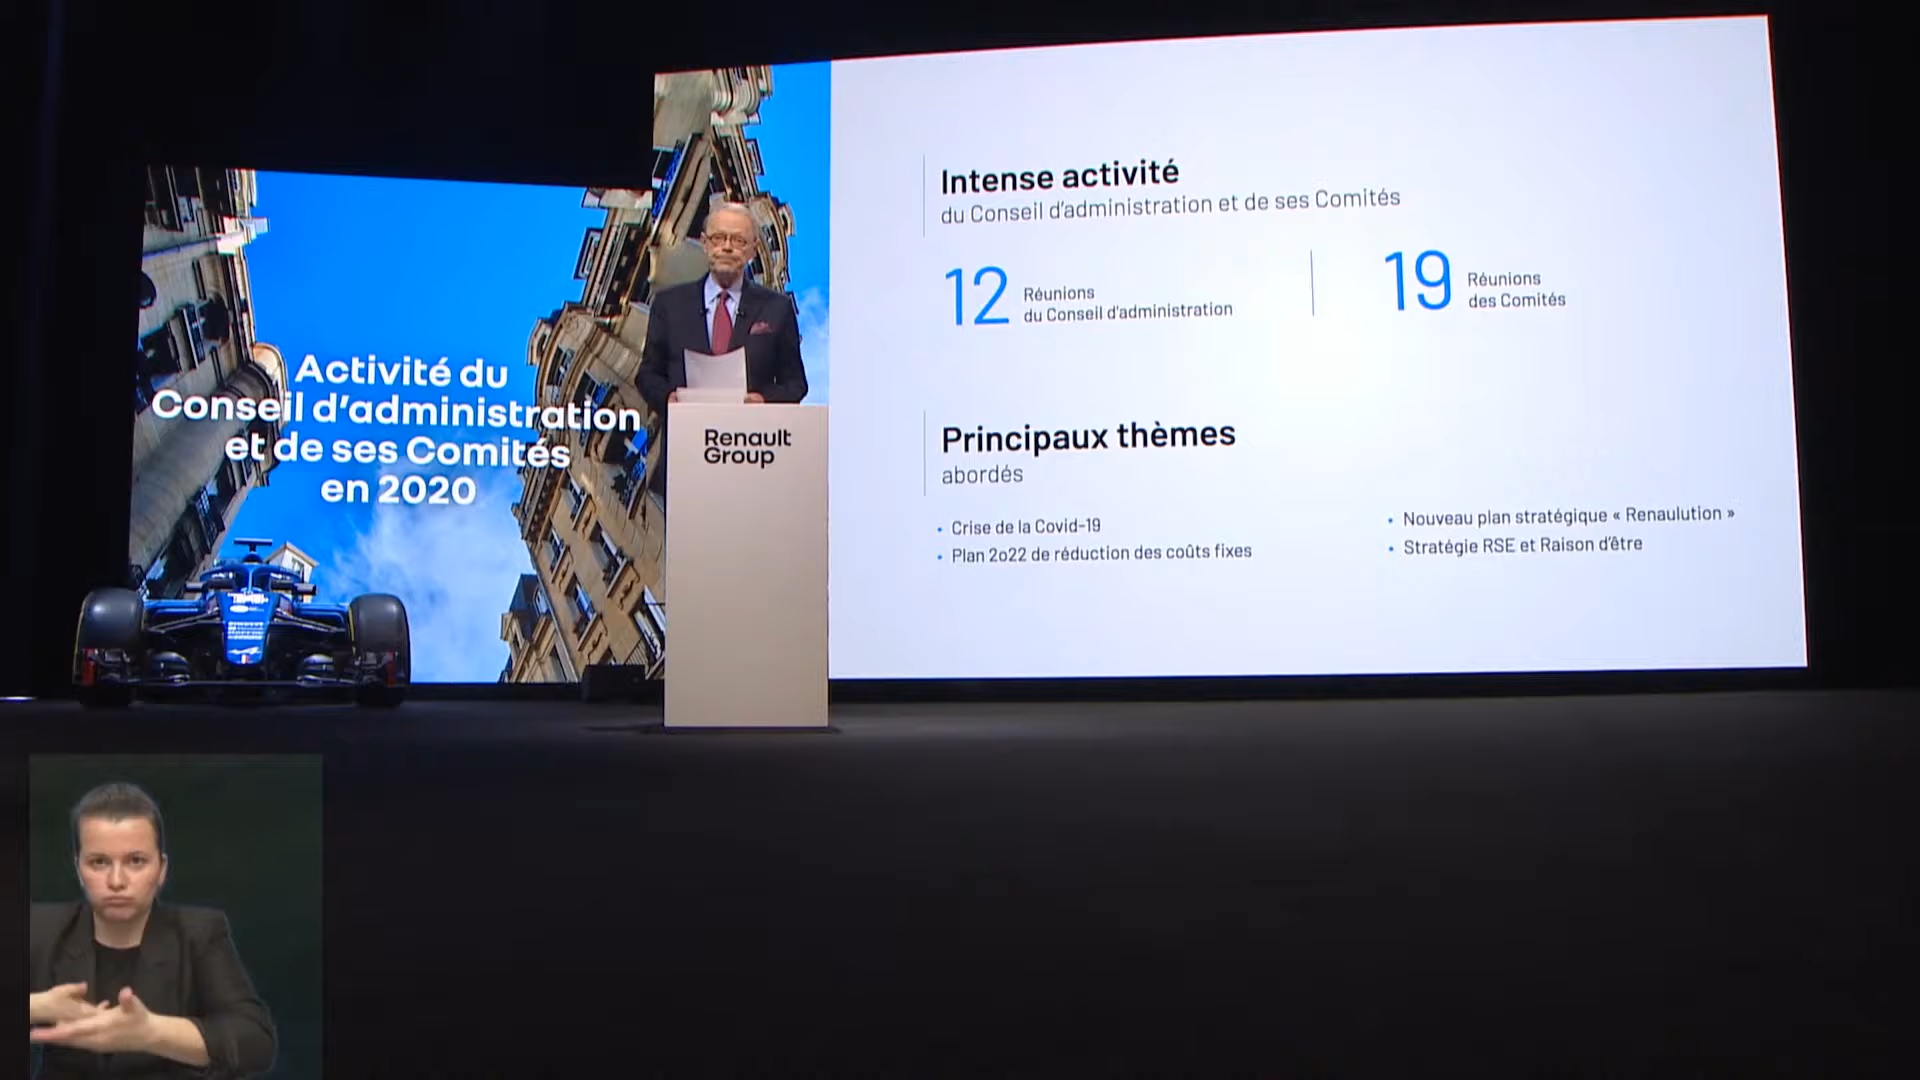 Activité du
Conseil d'administration
et de ses Comités
en 2020
Renault
Group
Intense activité
du Conseil d'administration et de ses Comités
12
Réunions
du Conseil d'administration
19
Réunions
des Comités
Principaux thèmes
abordés
• Crise de la Covid-19
• Plan 2o22 de réduction des coûts fixes
• Nouveau plan stratégique « Renaulution »
• Stratégie RSE et Raison d'être